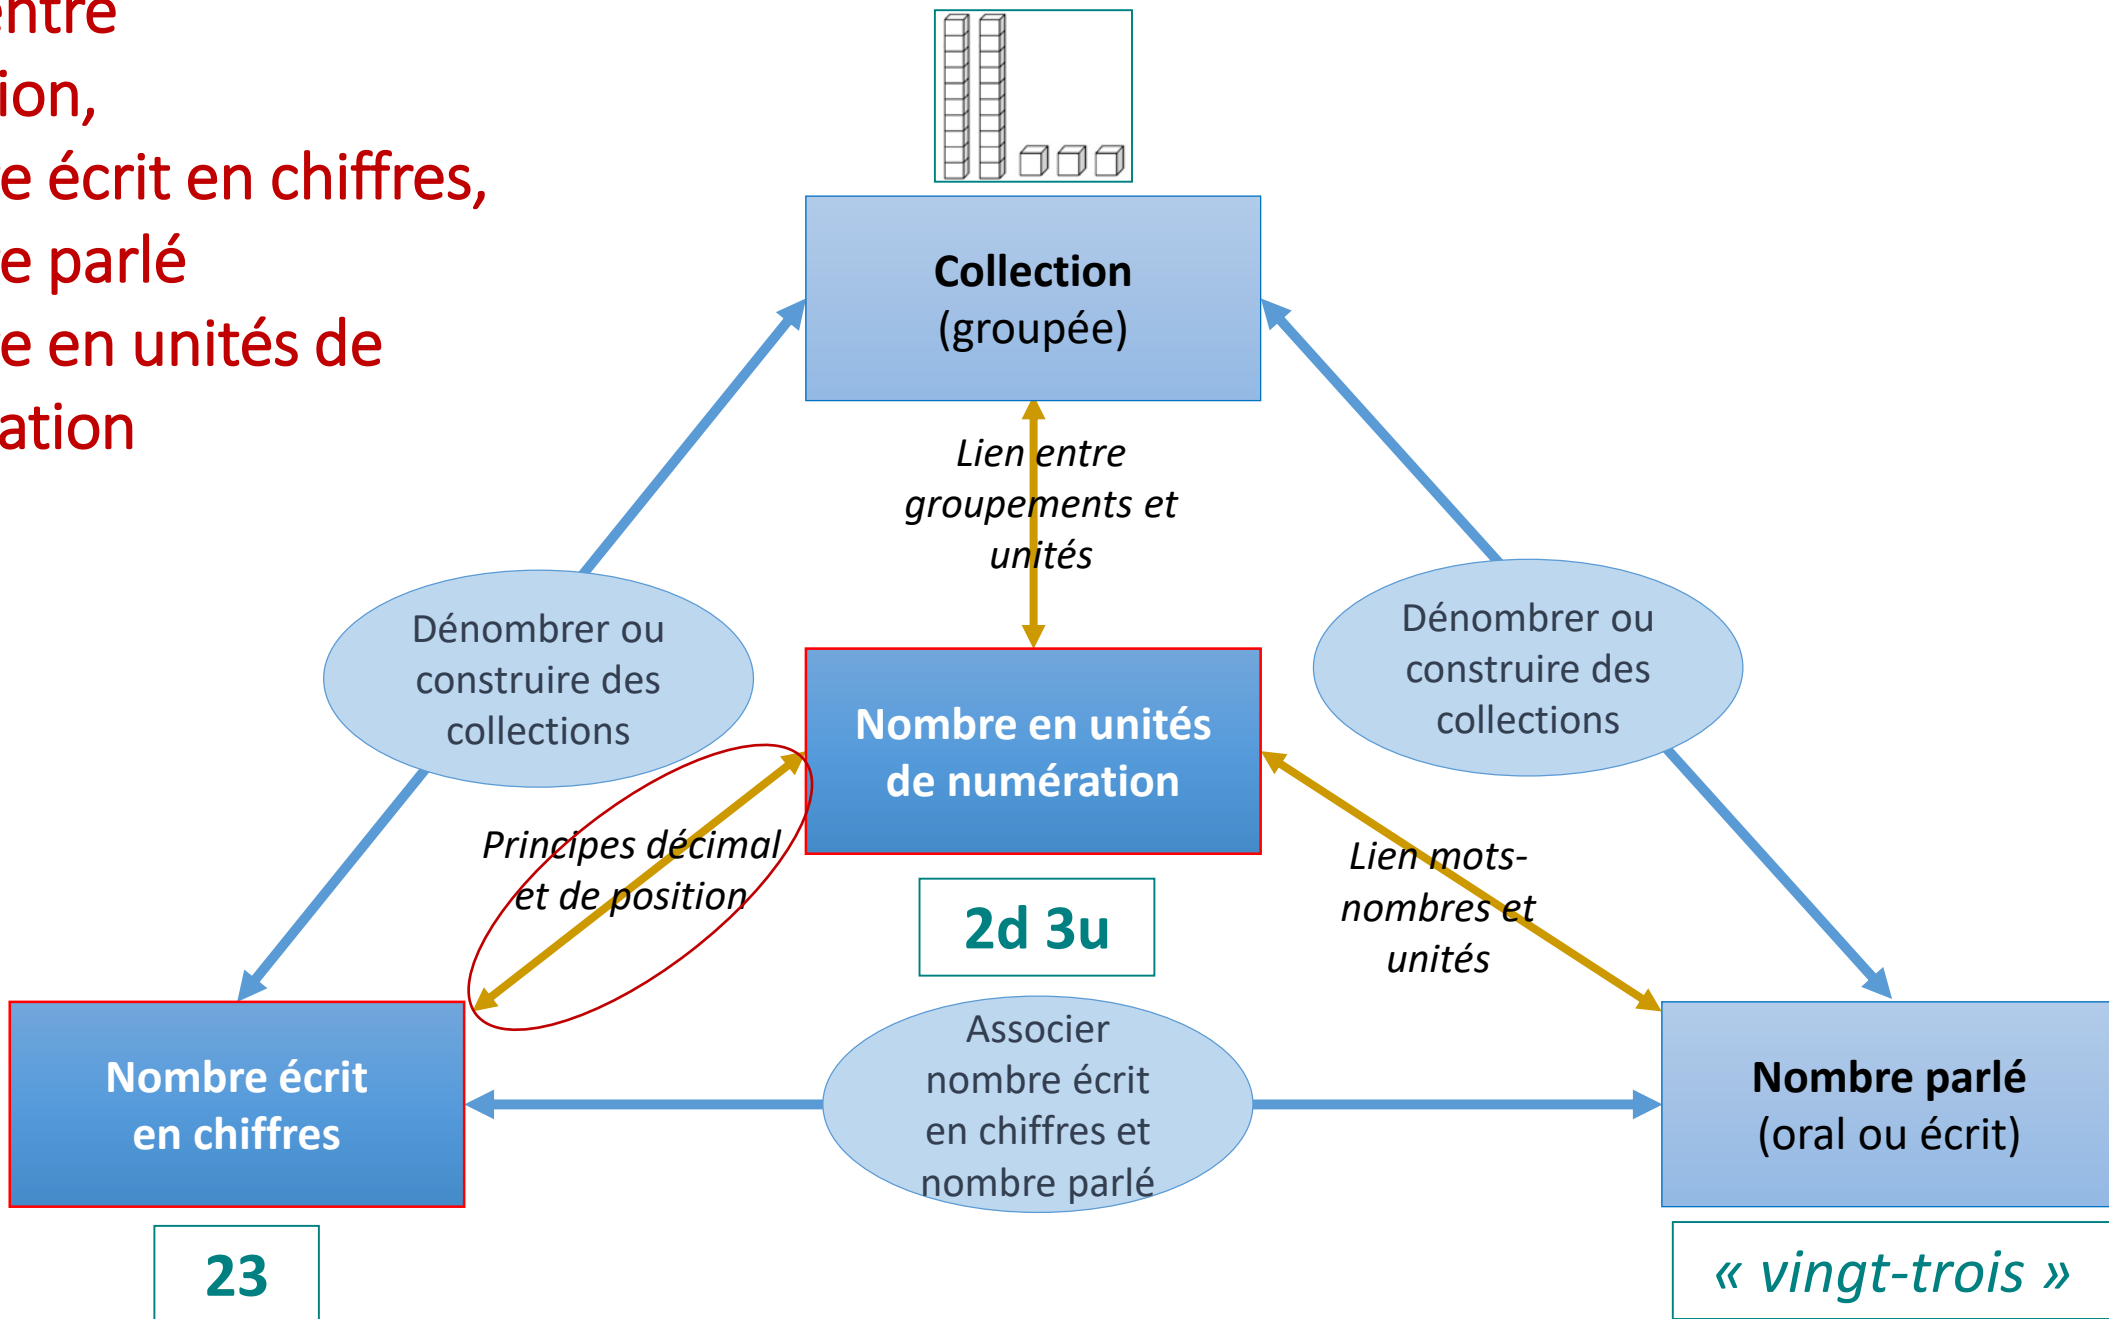 entre
ion,
e écrit en chiffres,
e parlé
e en unités de
ation
Collection
(groupée)
Lien entre
groupements et
unités
Dénombrer ou
construire des
collections
Dénombrer ou
construire des
collections
Nombre en unités
de numération
Principes décimal
et de position
Lien mots-
nombres et
unités
2d 3u
Nombre écrit
en chiffres
Associer
nombre écrit
en chiffres et
nombre parlé
Nombre parlé
(oral ou écrit)
23
« vingt-trois »